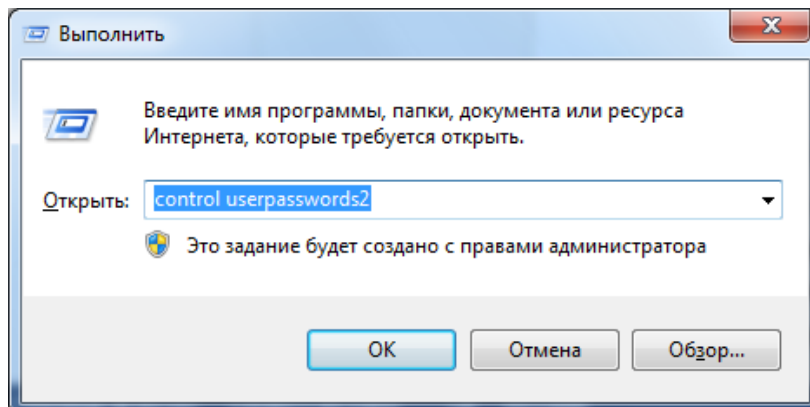 Выполнить
Введите имя программы, папки, документа или ресурса
Интернета, которые требуется открыть.
Открыть: control userpasswords2
Это задание будет создано с правами администратора
ОК Отмена Обзор...